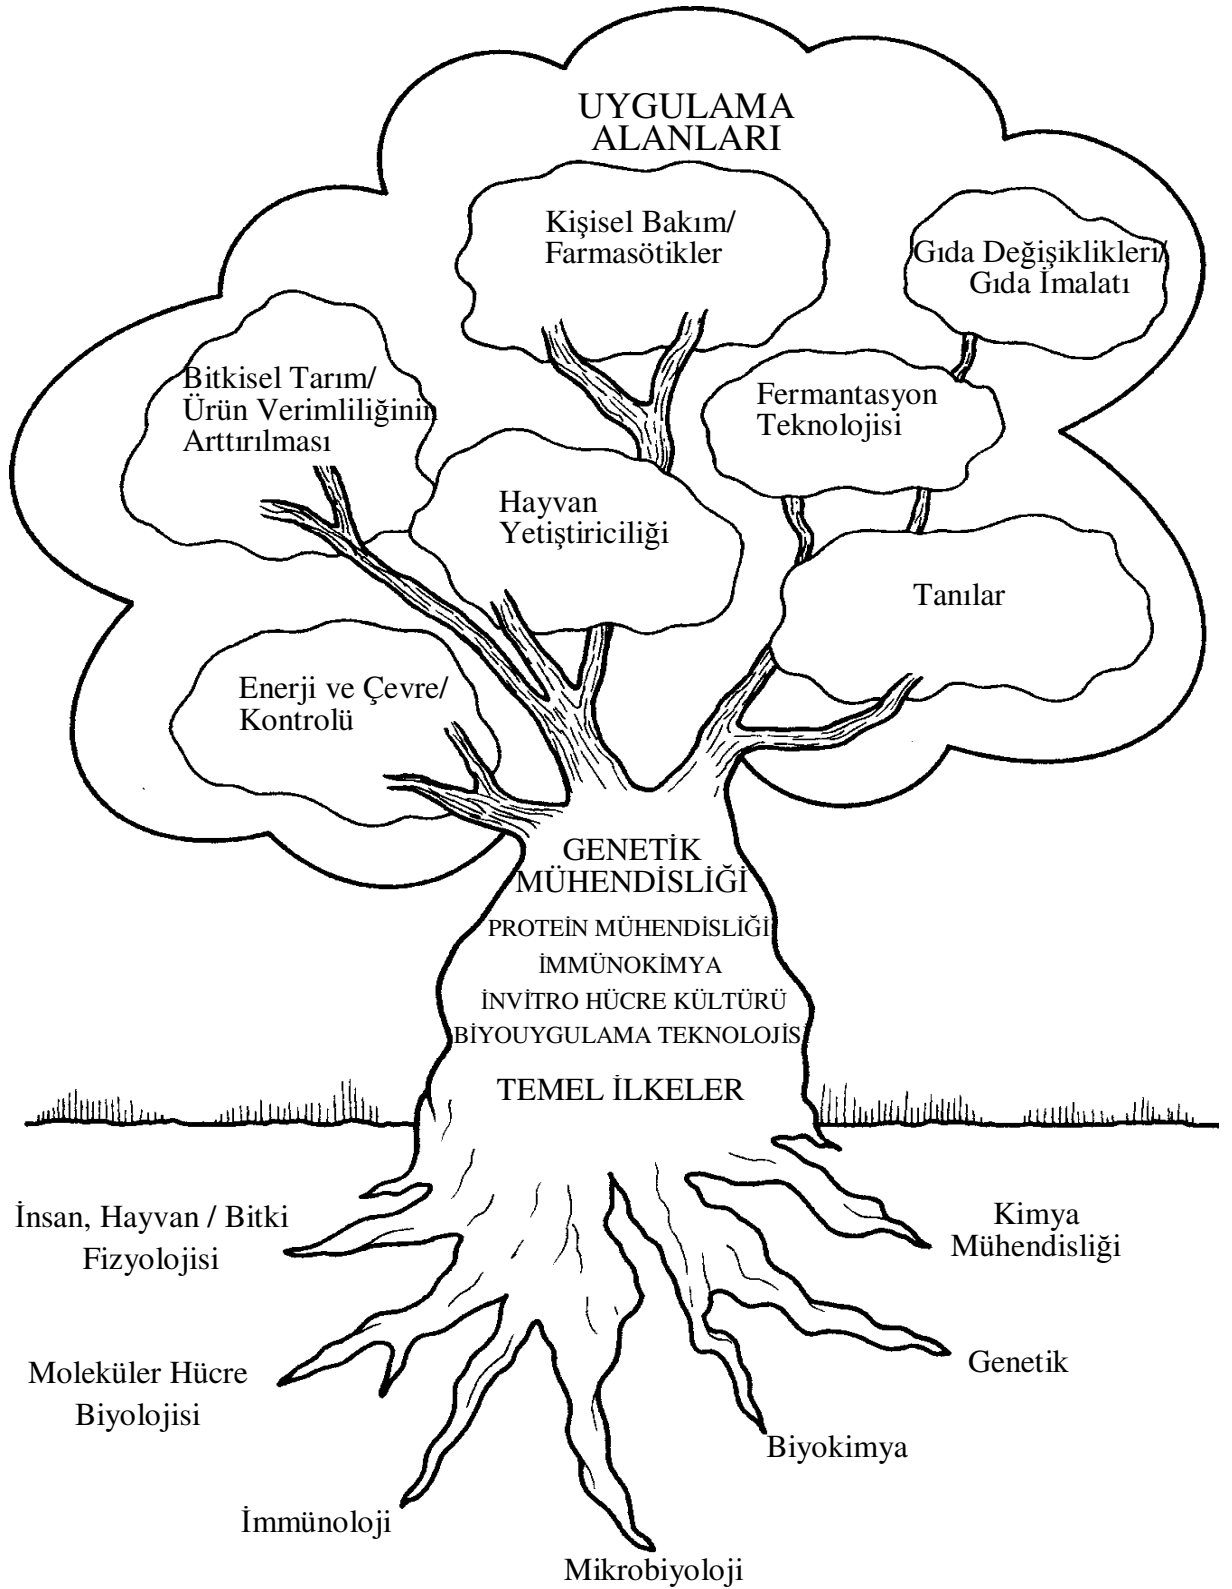 UYGULAMA
ALANLARI
Kişisel Bakım/
Farmasötikler
Gıda Değişiklikleri/
Gıda İmalatı
Bitkisel Tarım/
Ürün Verimliliğinin
Arttırılması
Fermantasyon
Teknolojisi
Hayvan
Yetiştiriciliği
Tanılar
Enerji ve Çevre/
Kontrolü
GENETİK
MÜHENDİSLİĞİ
PROTEİN MÜHENDİSLİĞİ
İMMÜNOKİMYA
İNVİTRO HÜCRE KÜLTÜRÜ
BİYOUYGULAMA TEKNOLOJİSİ
TEMEL İLKELER
İnsan, Hayvan / Bitki
Fizyolojisi
Kimya
Mühendisliği
Moleküler Hücre
Biyolojisi
Genetik
Biyokimya
İmmünoloji
Mikrobiyoloji